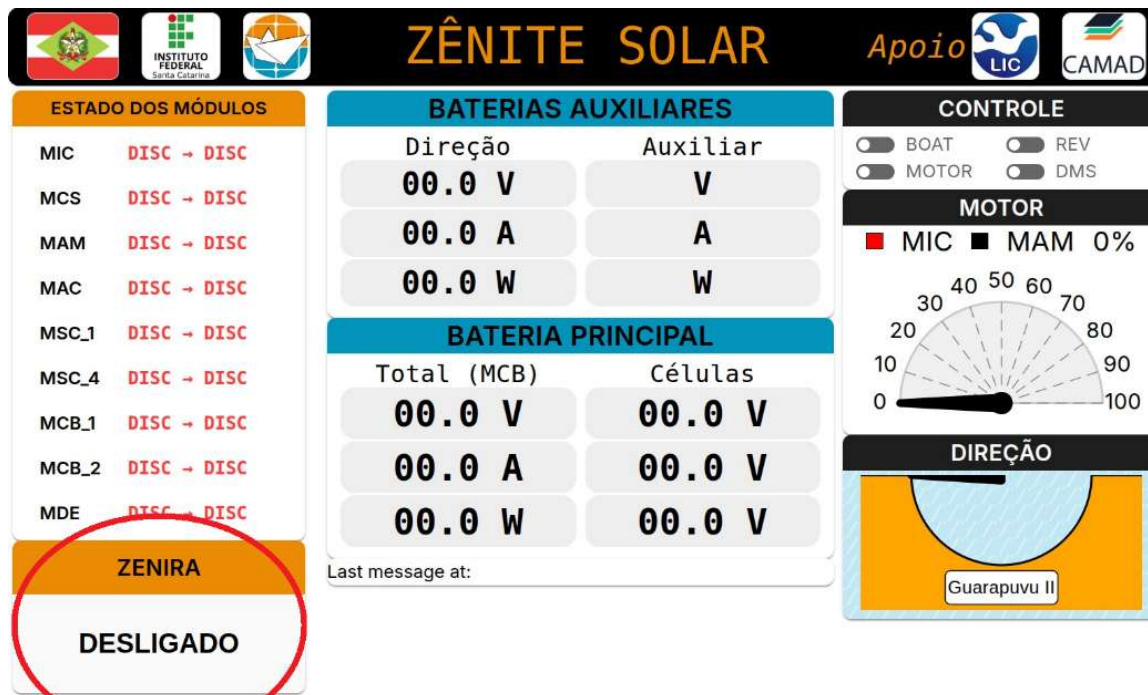 INSTITUTO
FEDERAL
Santa Catarina
ZÊNITE SOLAR
Apoio
LIC
CAMAD
ESTADO DOS MÓDULOS
MIC DISC → DISC
MCS DISC → DISC
MAM DISC → DISC
MAC DISC → DISC
MSC_1 DISC → DISC
MSC_4 DISC → DISC
MCB_1 DISC → DISC
MCB_2 DISC → DISC
MDE DISC → DISC
ZENIRA
DESLIGADO
BATERIAS AUXILIARES
Direção Auxiliar
00.0 V V
00.0 A A
00.0 W W
BATERIA PRINCIPAL
Total (MCB) Células
00.0 V 00.0 V
00.0 A 00.0 V
00.0 W 00.0 V
Last message at:
CONTROLE
BOAT REV
MOTOR DMS
MOTOR
MIC MAM 0%
0 10 20 30 40 50 60 70 80 90 100
DIREÇÃO
Guarapuvu II